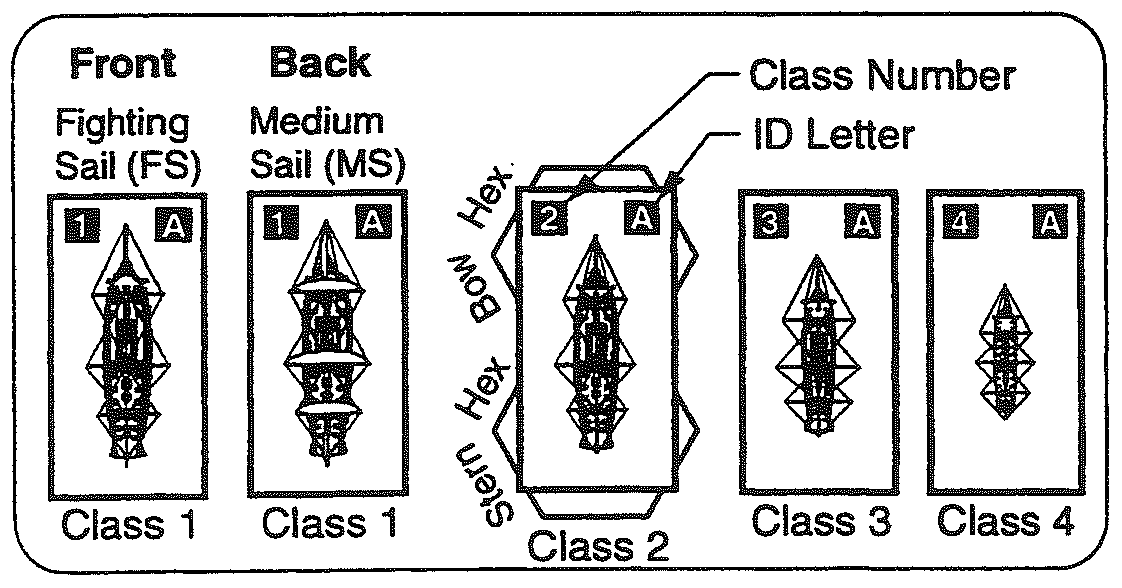 Front
Fighting
Sail (FS)
1 A
Class 1
Back
Medium
Sail (MS)
1 A
Class 1
Class Number
ID Letter
Bow Hex
Stern Hex
2 A
Class 2
3 A
Class 3
4 A
Class 4